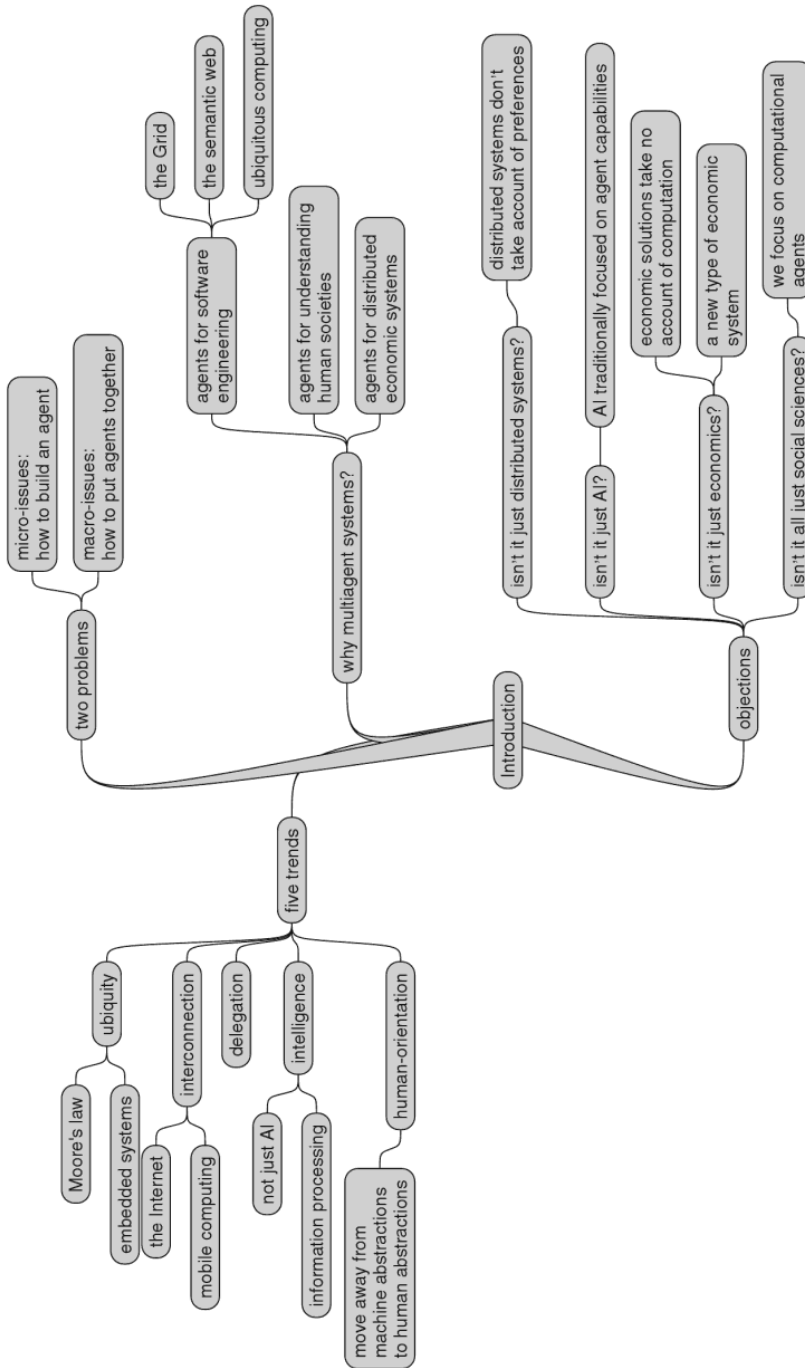 Introduction
five trends
ubiquity
Moore's law
embedded systems
interconnection
the Internet
mobile computing
delegation
intelligence
not just AI
information processing
human-orientation
move away from
machine abstractions
to human abstractions
two problems
micro-issues:
how to build an agent
macro-issues:
how to put agents together
why multiagent systems?
agents for software
engineering
the Grid
the semantic web
ubiquitous computing
agents for understanding
human societies
agents for distributed
economic systems
objections
isn't it just distributed systems?
distributed systems don't
take account of preferences
isn't it just AI?
AI traditionally focused on agent capabilities
isn't it just economics?
economic solutions take no
account of computation
a new type of economic
system
isn't it all just social sciences?
we focus on computational
agents